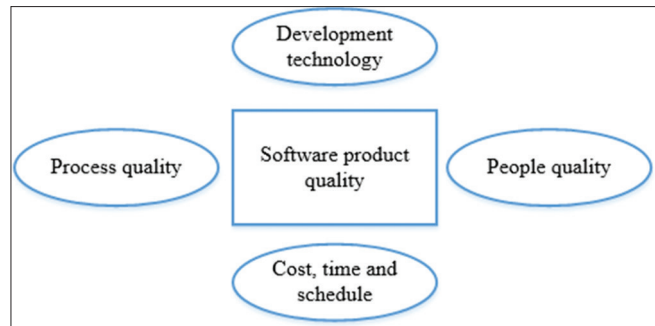 Development
technology
Process quality
Software product
quality
People quality
Cost, time and
schedule